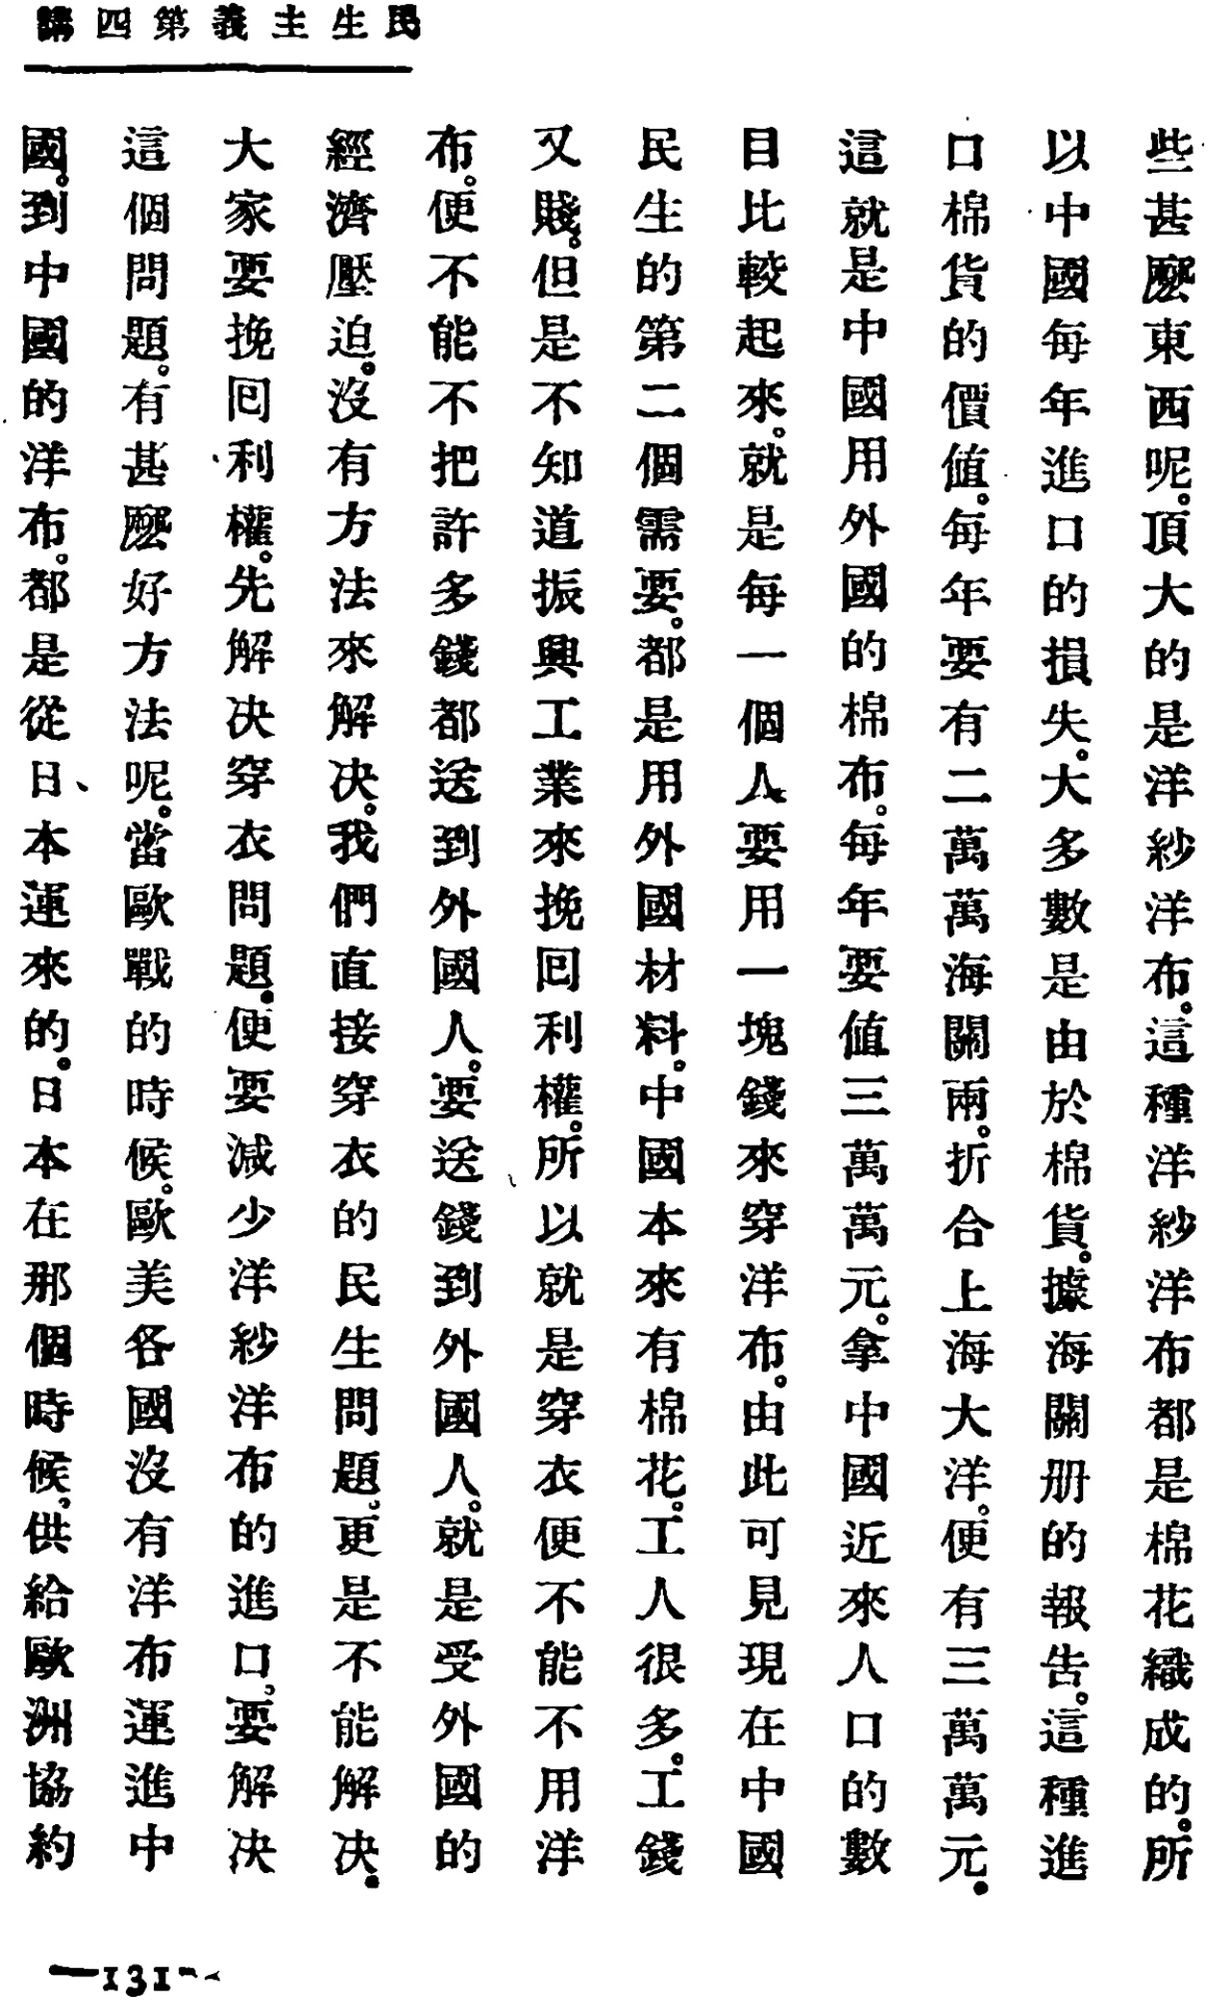 民生主義第四講
些甚麼東西呢。頂大的是洋紗洋布。這種洋紗洋布都是棉花織成的。所
以中國每年進口的損失。大多數是由於棉貨。據海關册的報告。這種進
口棉貨的價值。每年要有二萬萬海關兩。折合上海大洋。便有三萬萬元。
這就是中國用外國的棉布。每年要值三萬萬元。拿中國近來人口的數
目比較起來。就是每一個人要用一塊錢來穿洋布。由此可見現在中國
民生的第二個需要。都是用外國材料。中國本來有棉花。工人很多。工錢
又賤。但是不知道振興工業來挽回利權。所以就是穿衣便不能不用洋
布。便不能不把許多錢都送到外國人。要送錢到外國人。就是受外國的
經濟壓迫。沒有方法來解决。我們直接穿衣的民生問題。更是不能解决。
大家要挽回利權。先解决穿衣問題。便要減少洋紗洋布的進口。要解决
這個問題。有甚麼好方法呢。當歐戰的時候。歐美各國沒有洋布運進中
國。到中國的洋布。都是從日本運來的。日本在那個時候。供給歐洲協約
—131—